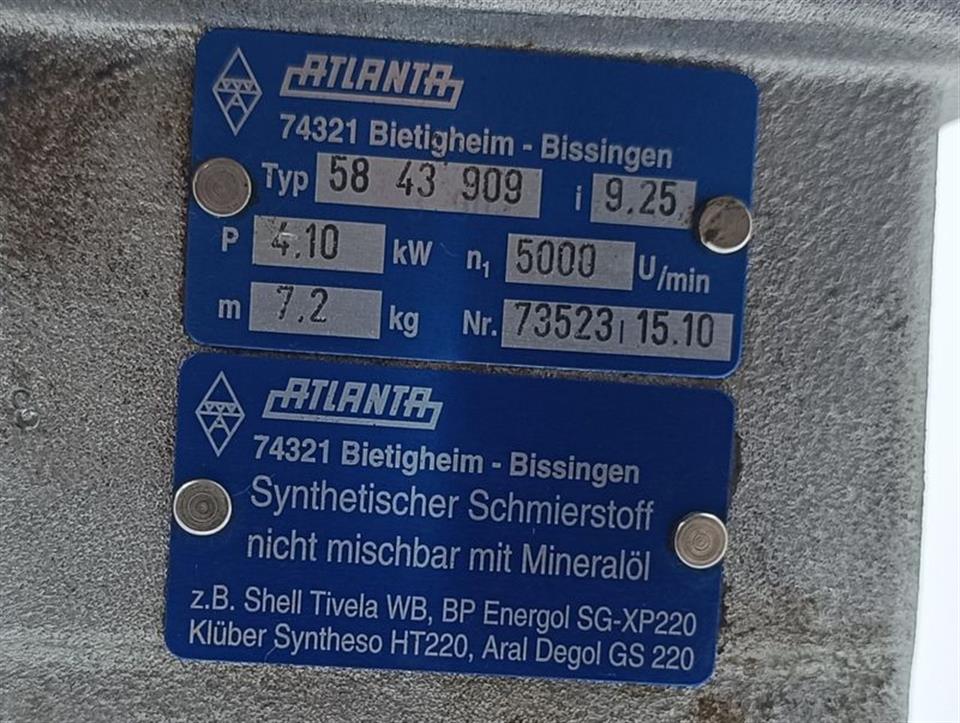 ATLANTA
74321 Bietigheim - Bissingen
Typ 58 43 909 i 9.25
P 4.10 kW n1 5000 U/min
m 7.2 kg Nr. 73523 15.10
ATLANTA
74321 Bietigheim - Bissingen
Synthetischer Schmierstoff
nicht mischbar mit Mineralöl
z.B. Shell Tivela WB, BP Energol SG-XP220
Klüber Syntheso HT220, Aral Degol GS 220